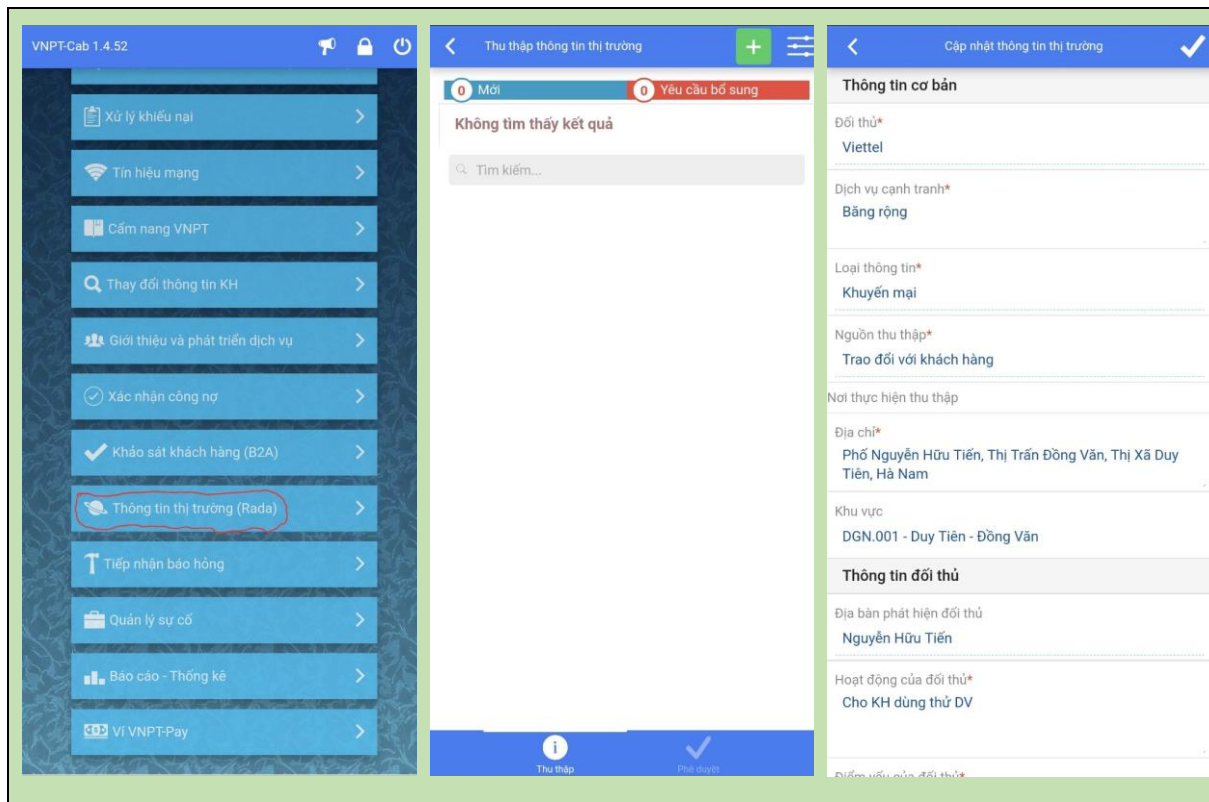 VNPT-Cab 1.4.52
Xử lý khiếu nại
Tín hiệu mạng
Cẩm nang VNPT
Thay đổi thông tin KH
Giới thiệu và phát triển dịch vụ
Xác nhận công nợ
Khảo sát khách hàng (B2A)
Thông tin thị trường (Rada)
Tiếp nhận báo hỏng
Quản lý sự cố
Báo cáo - Thống kê
Ví VNPT-Pay
Thu thập thông tin thị trường
0 Mới
0 Yêu cầu bổ sung
Không tìm thấy kết quả
Tìm kiếm...
Thu thập
Phê duyệt
Cập nhật thông tin thị trường
Thông tin cơ bản
Đối thủ*
Viettel
Dịch vụ cạnh tranh*
Băng rộng
Loại thông tin*
Khuyến mại
Nguồn thu thập*
Trao đổi với khách hàng
Nơi thực hiện thu thập
Địa chỉ*
Phố Nguyễn Hữu Tiến, Thị Trấn Đồng Văn, Thị Xã Duy
Tiên, Hà Nam
Khu vực
DGN.001 - Duy Tiên - Đồng Văn
Thông tin đối thủ
Địa bàn phát hiện đối thủ
Nguyễn Hữu Tiến
Hoạt động của đối thủ*
Cho KH dùng thử DV
Điểm yếu của đối thủ*